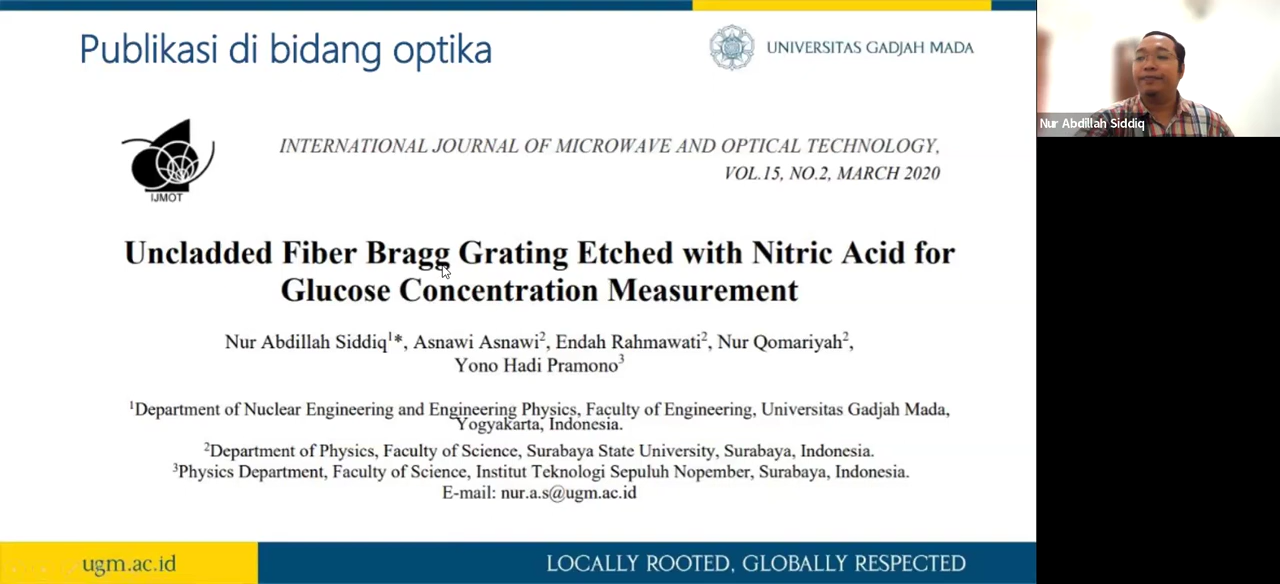 Publikasi di bidang optika
UNIVERSITAS GADJAH MADA
Nur Abdillah Siddiq
INTERNATIONAL JOURNAL OF MICROWAVE AND OPTICAL TECHNOLOGY,
VOL.15, NO.2, MARCH 2020
IJMOT
Uncladded Fiber Bragg Grating Etched with Nitric Acid for
Glucose Concentration Measurement
Nur Abdillah Siddiq¹*, Asnawi Asnawi², Endah Rahmawati², Nur Qomariyah²,
Yono Hadi Pramono³
¹Department of Nuclear Engineering and Engineering Physics, Faculty of Engineering, Universitas Gadjah Mada,
Yogyakarta, Indonesia.
²Department of Physics, Faculty of Science, Surabaya State University, Surabaya, Indonesia.
³Physics Department, Faculty of Science, Institut Teknologi Sepuluh Nopember, Surabaya, Indonesia.
E-mail: nur.a.s@ugm.ac.id
ugm.ac.id
LOCALLY ROOTED, GLOBALLY RESPECTED